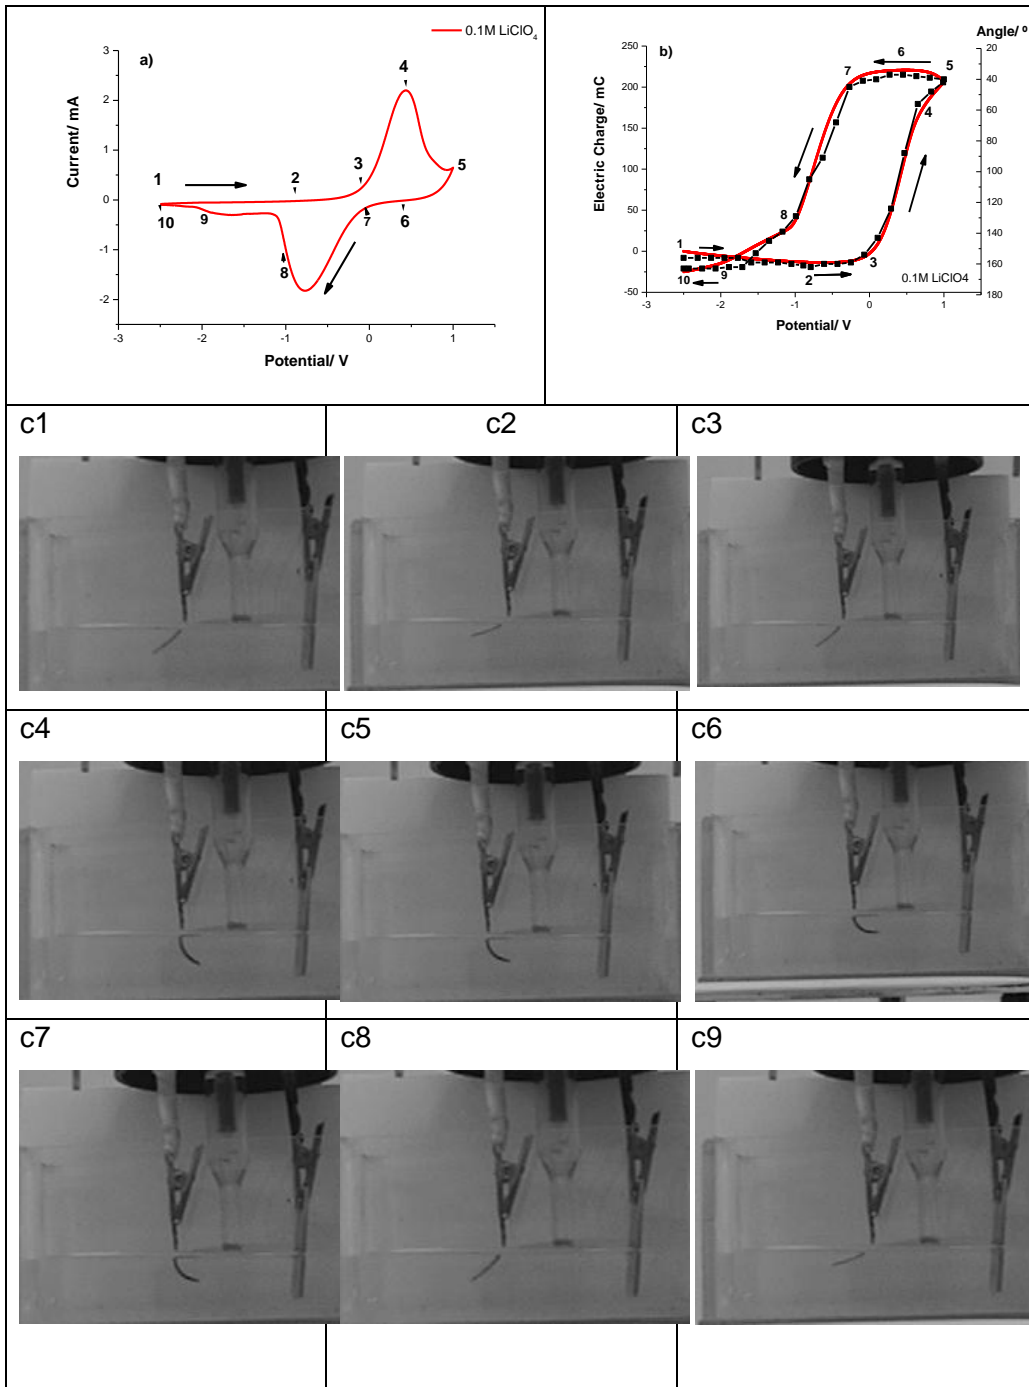 a)
0.1M LiClO₄
Current/ mA
3
2
1
0
-1
-2
-3
-2
-1
0
1
Potential/ V
1
2
3
4
5
6
7
8
9
10
b)
Angle/ º
Electric Charge/ mC
250
200
150
100
50
0
-50
20
40
60
80
100
120
140
160
180
-3
-2
-1
0
1
Potential/ V
1
2
3
4
5
6
7
8
9
10
0.1M LiClO4
c1
c2
c3
c4
c5
c6
c7
c8
c9